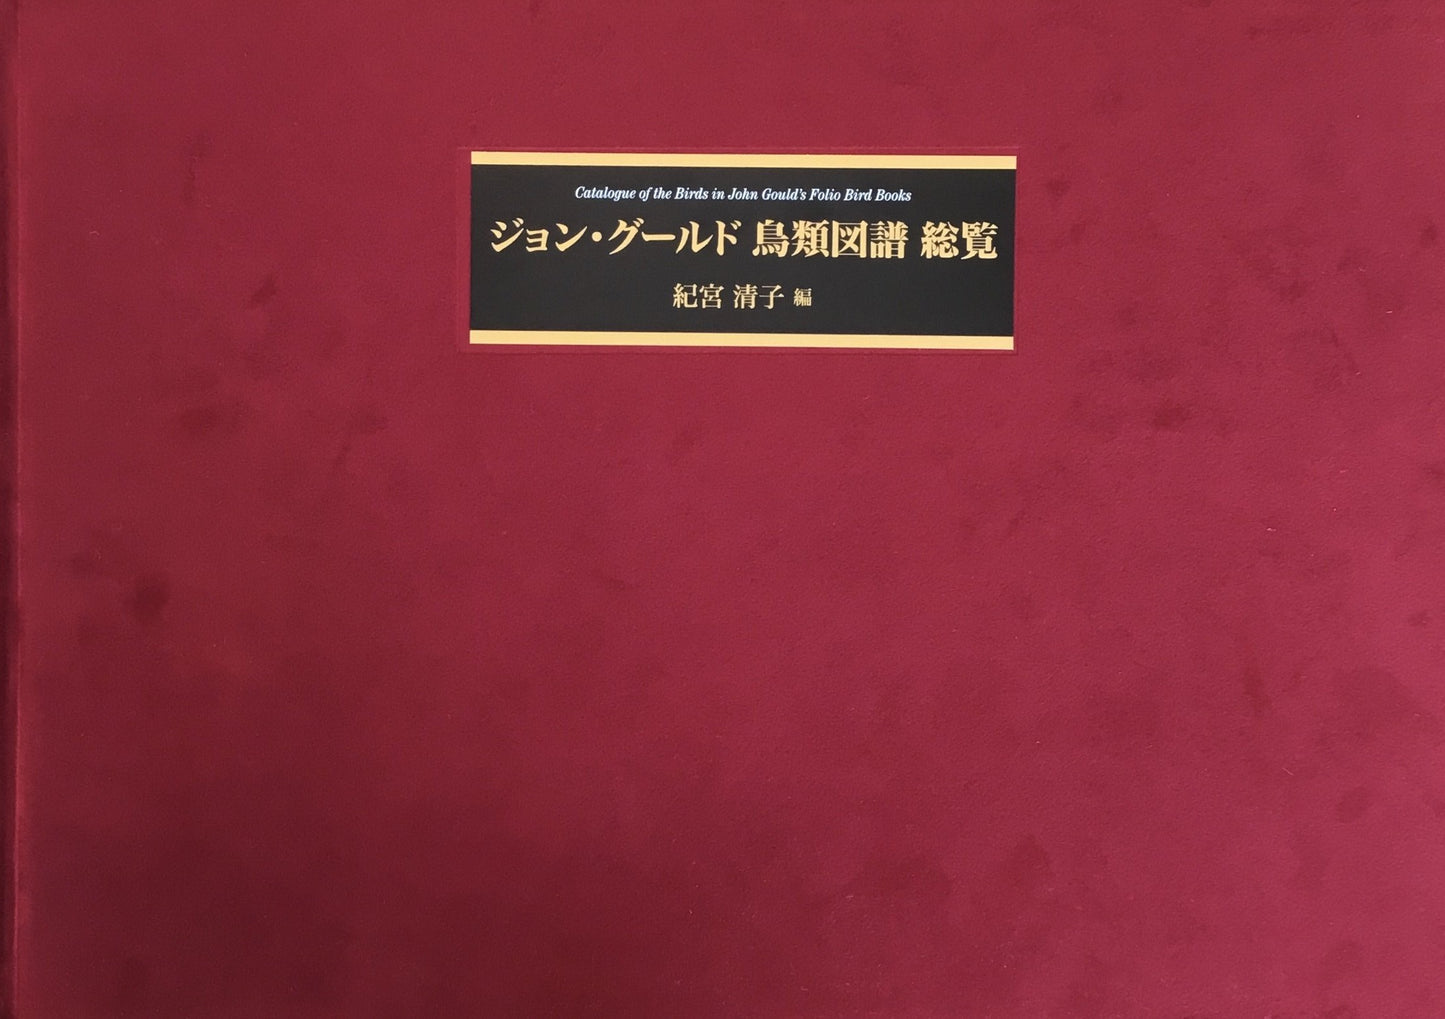 Catalogue of the Birds in John Gould's Folio Bird Books
ジョン・グールド 鳥類図譜 総覧
紀宮 清子 編